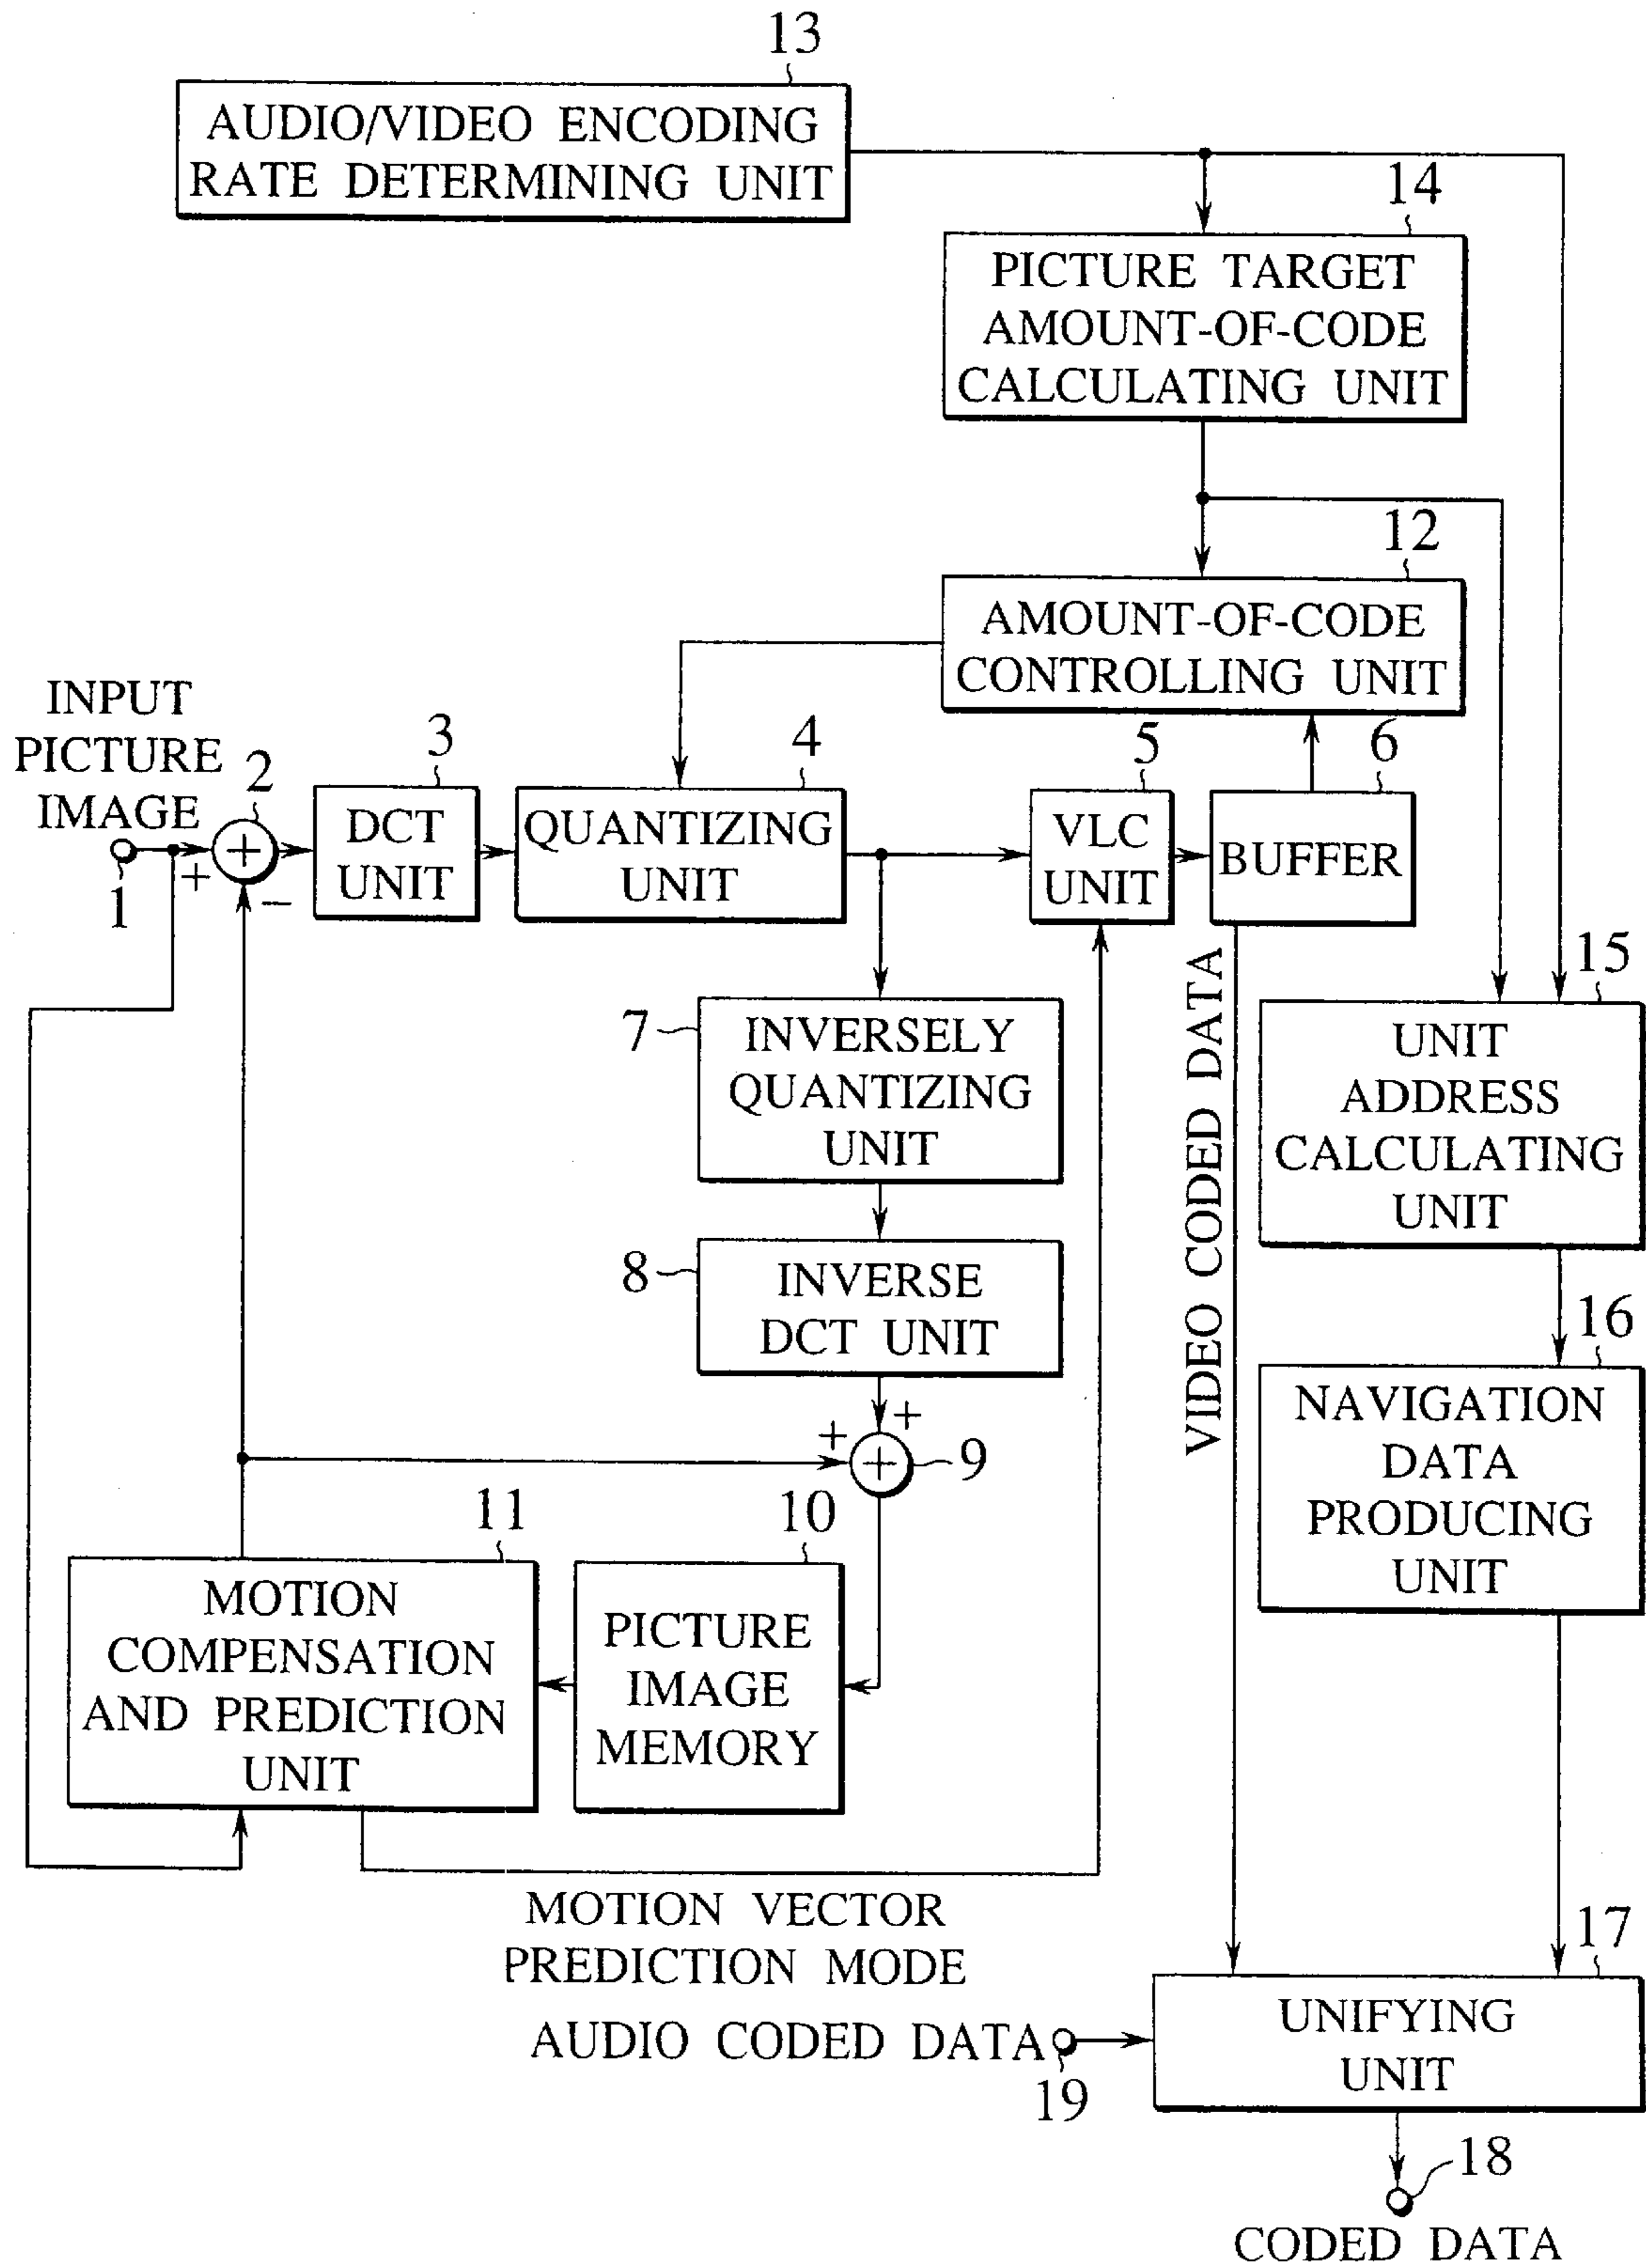 13
AUDIO/VIDEO ENCODING
RATE DETERMINING UNIT
14
PICTURE TARGET
AMOUNT-OF-CODE
CALCULATING UNIT
12
AMOUNT-OF-CODE
CONTROLLING UNIT
INPUT
PICTURE
IMAGE
1
+
−
2
+
3
DCT
UNIT
4
QUANTIZING
UNIT
5
VLC
UNIT
6
BUFFER
7
INVERSELY
QUANTIZING
UNIT
8
INVERSE
DCT UNIT
+
+
+
9
10
PICTURE
IMAGE
MEMORY
11
MOTION
COMPENSATION
AND PREDICTION
UNIT
MOTION VECTOR
PREDICTION MODE
VIDEO CODED DATA
15
UNIT
ADDRESS
CALCULATING
UNIT
16
NAVIGATION
DATA
PRODUCING
UNIT
17
UNIFYING
UNIT
AUDIO CODED DATA
19
18
CODED DATA